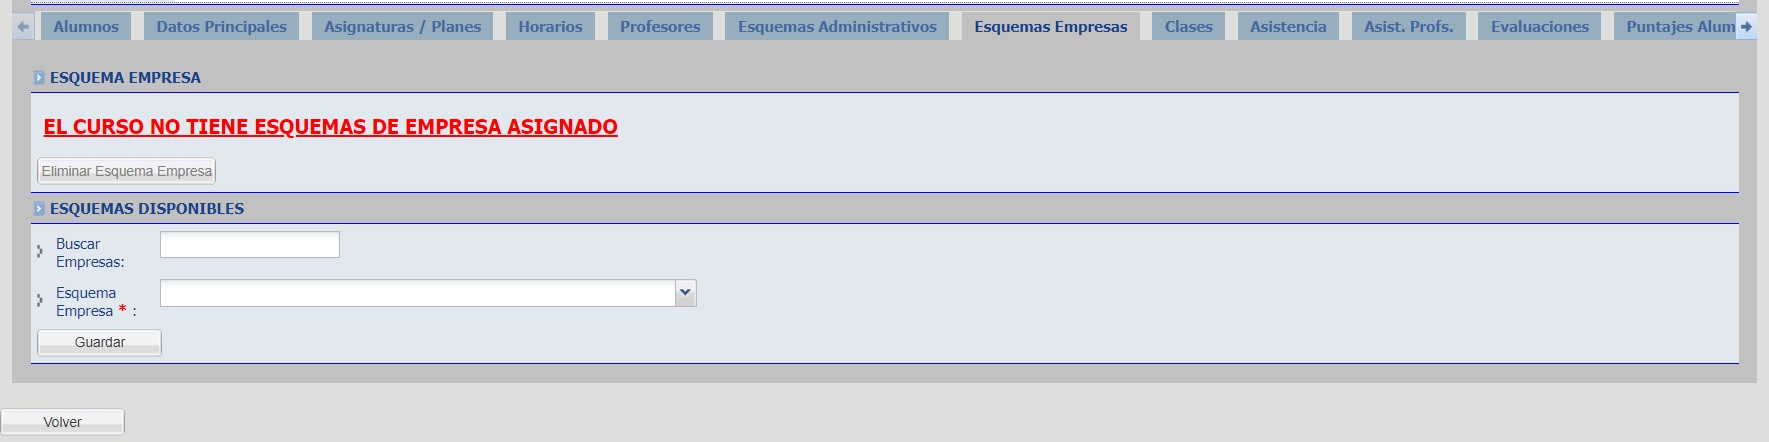 Alumnos Datos Principales Asignaturas / Planes Horarios Profesores Esquemas Administrativos Esquemas Empresas Clases Asistencia Asist. Profs. Evaluaciones Puntajes Alum
ESQUEMA EMPRESA
EL CURSO NO TIENE ESQUEMAS DE EMPRESA ASIGNADO
Eliminar Esquema Empresa
ESQUEMAS DISPONIBLES
Buscar
Empresas:
Esquema
Empresa * :
Guardar
Volver